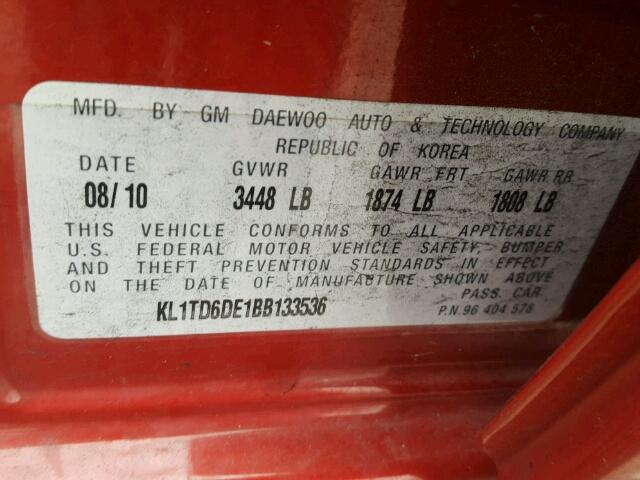 MFD. BY GM DAEWOO AUTO & TECHNOLOGY COMPANY
REPUBLIC OF KOREA
DATE GVWR GAWR FRT GAWR RR
08/10 3448 LB 1874 LB 1808 LB
THIS VEHICLE CONFORMS TO ALL APPLICABLE
U.S. FEDERAL MOTOR VEHICLE SAFETY, BUMPER
AND THEFT PREVENTION STANDARDS IN EFFECT
ON THE DATE OF MANUFACTURE SHOWN ABOVE
PASS. CAR
KL1TD6DE1BB133536 P.N.96 404 578